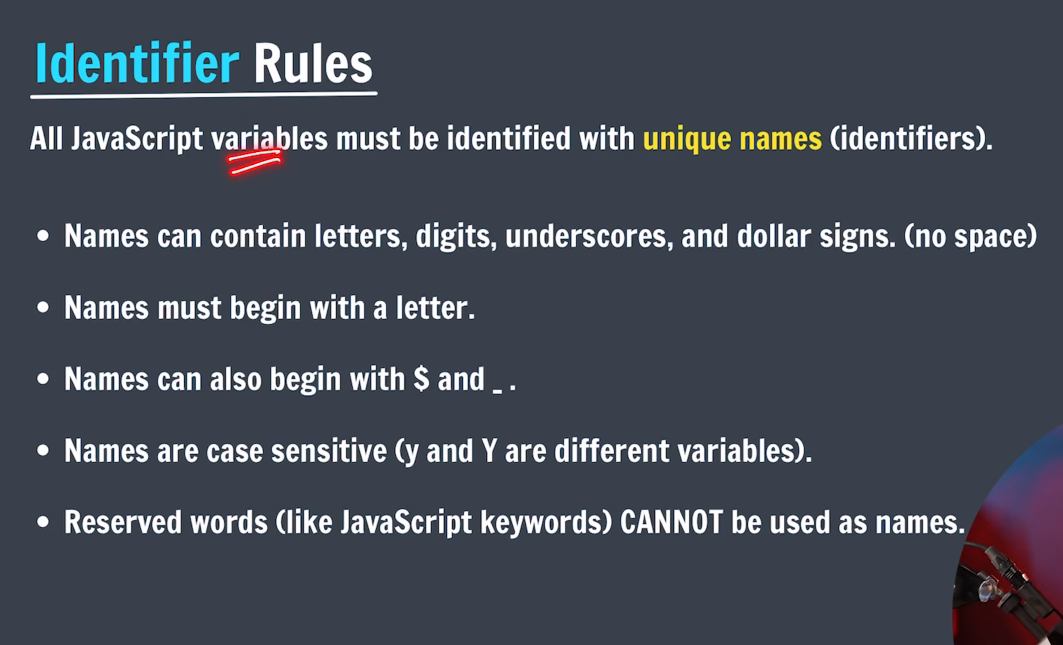 Identifier Rules
All JavaScript variables must be identified with unique names (identifiers).
• Names can contain letters, digits, underscores, and dollar signs. (no space)
• Names must begin with a letter.
• Names can also begin with $ and _ .
• Names are case sensitive (y and Y are different variables).
• Reserved words (like JavaScript keywords) CANNOT be used as names.